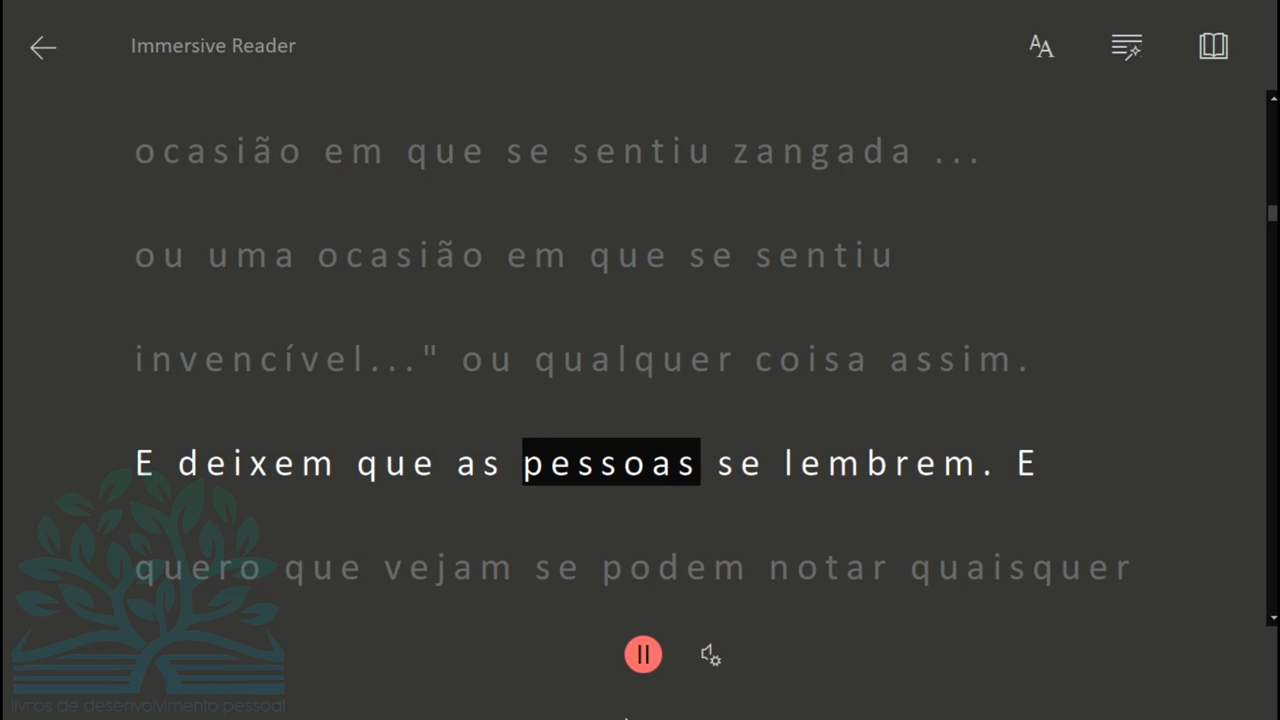 Immersive Reader
ocasião em que se sentiu zangada ...
ou uma ocasião em que se sentiu
invencível..." ou qualquer coisa assim.
E deixem que as pessoas se lembrem. E
quero que vejam se podem notar quaisquer
livros de desenvolvimento pessoal